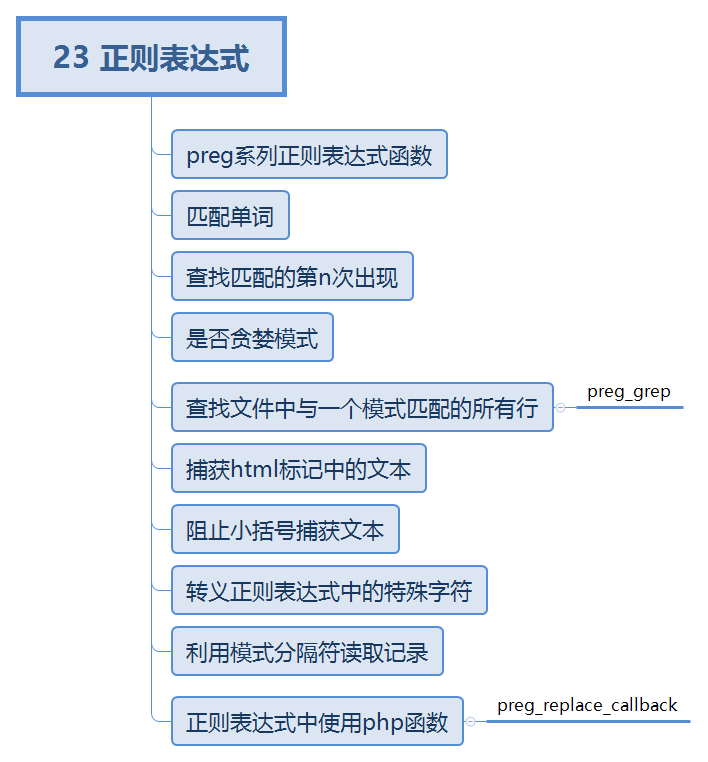 23 正则表达式
preg系列正则表达式函数
匹配单词
查找匹配的第n次出现
是否贪婪模式
查找文件中与一个模式匹配的所有行
preg_grep
捕获html标记中的文本
阻止小括号捕获文本
转义正则表达式中的特殊字符
利用模式分隔符读取记录
正则表达式中使用php函数
preg_replace_callback